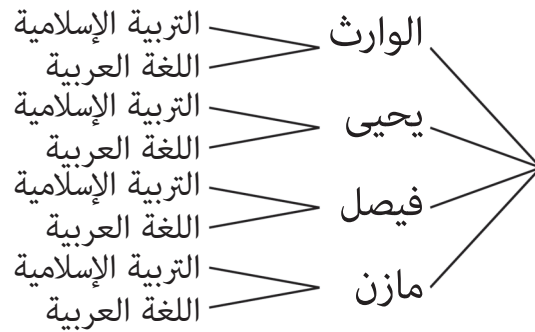 الوارث
التربية الإسلامية
اللغة العربية
يحيى
التربية الإسلامية
اللغة العربية
فيصل
التربية الإسلامية
اللغة العربية
مازن
التربية الإسلامية
اللغة العربية